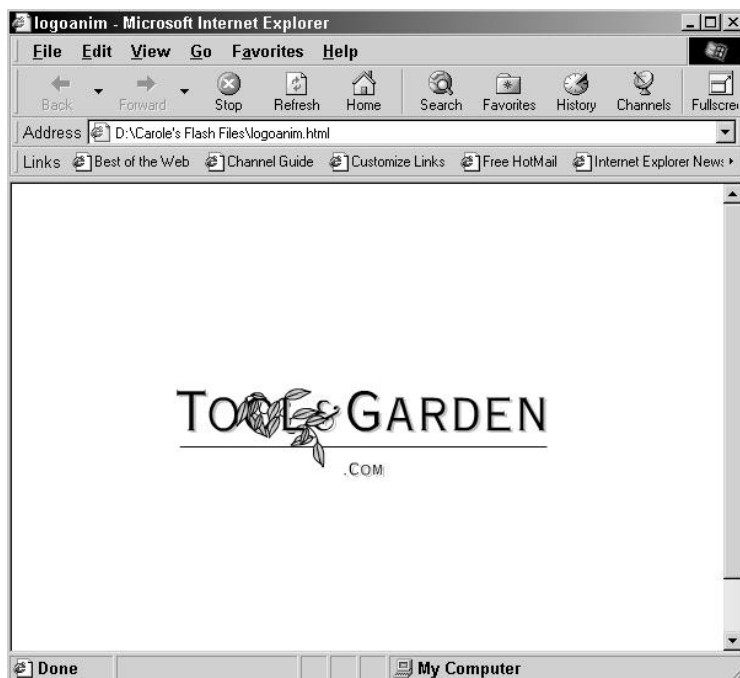 logoanim - Microsoft Internet Explorer
File Edit View Go Favorites Help
Back Forward Stop Refresh Home Search Favorites History Channels Fullscre
Address D:\Carole's Flash Files\logoanim.html
Links Best of the Web Channel Guide Customize Links Free HotMail Internet Explorer News
TOOL & GARDEN
.COM
Done My Computer